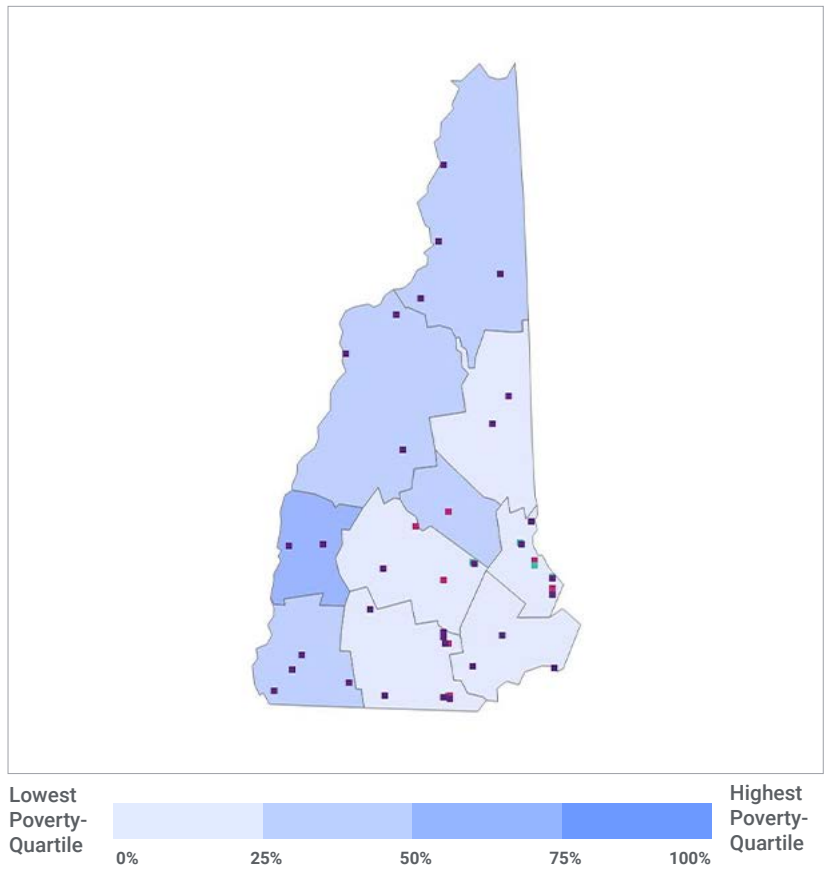 Lowest
Poverty-
Quartile
0%
25%
50%
75%
100%
Highest
Poverty-
Quartile